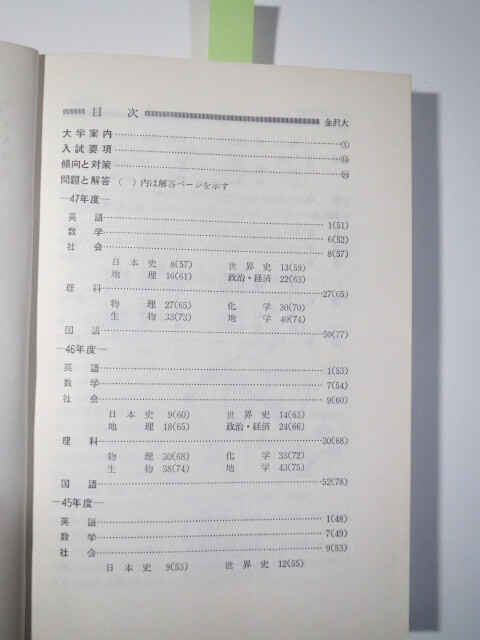 目　次
金沢大
大学案内……………①
入試要項……………⑯
傾向と対策……………㉔
問題と解答（　）内は解答ページを示す
―47年度―
英　語……………1(51)
数　学……………6(52)
社　会……………8(57)
日本史 8(57)　世界史 13(59)
地　理 16(61)　政治・経済 22(63)
理　科……………27(65)
物　理 27(65)　化　学 30(70)
生　物 33(73)　地　学 40(74)
国　語……………50(77)
―46年度―
英　語……………1(53)
数　学……………7(54)
社　会……………9(60)
日本史 9(60)　世界史 14(63)
地　理 18(65)　政治・経済 24(66)
理　科……………30(68)
物　理 30(68)　化　学 33(72)
生　物 38(74)　地　学 43(75)
国　語……………52(78)
―45年度―
英　語……………1(48)
数　学……………7(49)
社　会……………9(53)
日本史 9(53)　世界史 12(55)